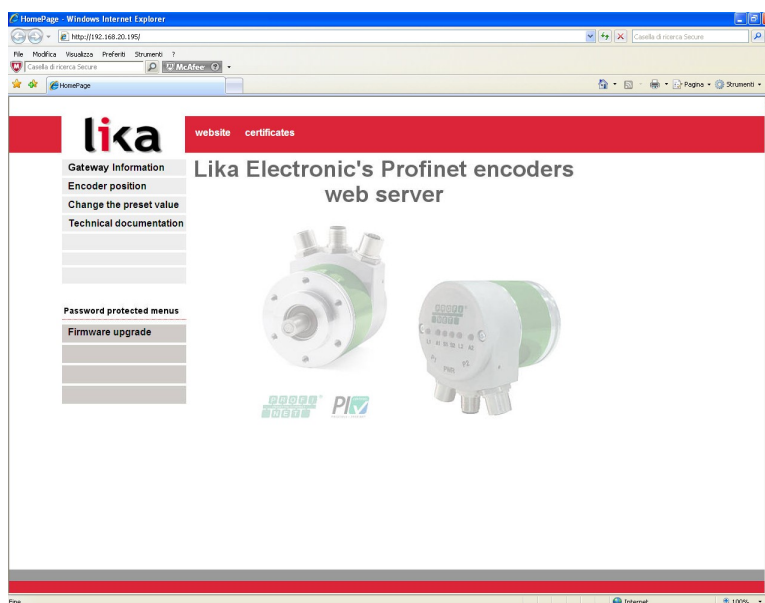 HomePage - Windows Internet Explorer
http://192.168.20.195/
Casella di ricerca Secure
File Modifica Visualizza Preferiti Strumenti ?
Casella di ricerca Secure
McAfee
HomePage
Pagina
Strumenti
lika
website certificates
Gateway Information
Encoder position
Change the preset value
Technical documentation
Lika Electronic's Profinet encoders
web server
Password protected menus
Firmware upgrade
PROFI
NET
PROFI
NET
PI
Fine
Internet
100%